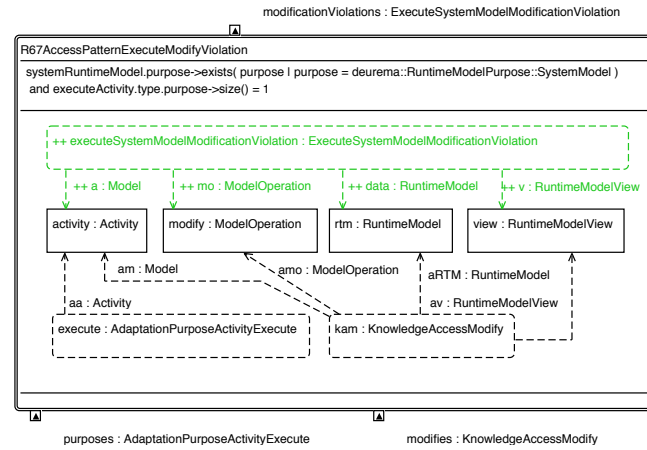 modificationViolations : ExecuteSystemModelModificationViolation
R67AccessPatternExecuteModifyViolation
systemRuntimeModel.purpose->exists( purpose | purpose = deurema::RuntimeModelPurpose::SystemModel )
and executeActivity.type.purpose->size() = 1
++ executeSystemModelModificationViolation : ExecuteSystemModelModificationViolation
++ a : Model
++ mo : ModelOperation
++ data : RuntimeModel
++ v : RuntimeModelView
activity : Activity
modify : ModelOperation
rtm : RuntimeModel
view : RuntimeModelView
am : Model
amo : ModelOperation
aRTM : RuntimeModel
aa : Activity
av : RuntimeModelView
execute : AdaptationPurposeActivityExecute
kam : KnowledgeAccessModify
purposes : AdaptationPurposeActivityExecute
modifies : KnowledgeAccessModify